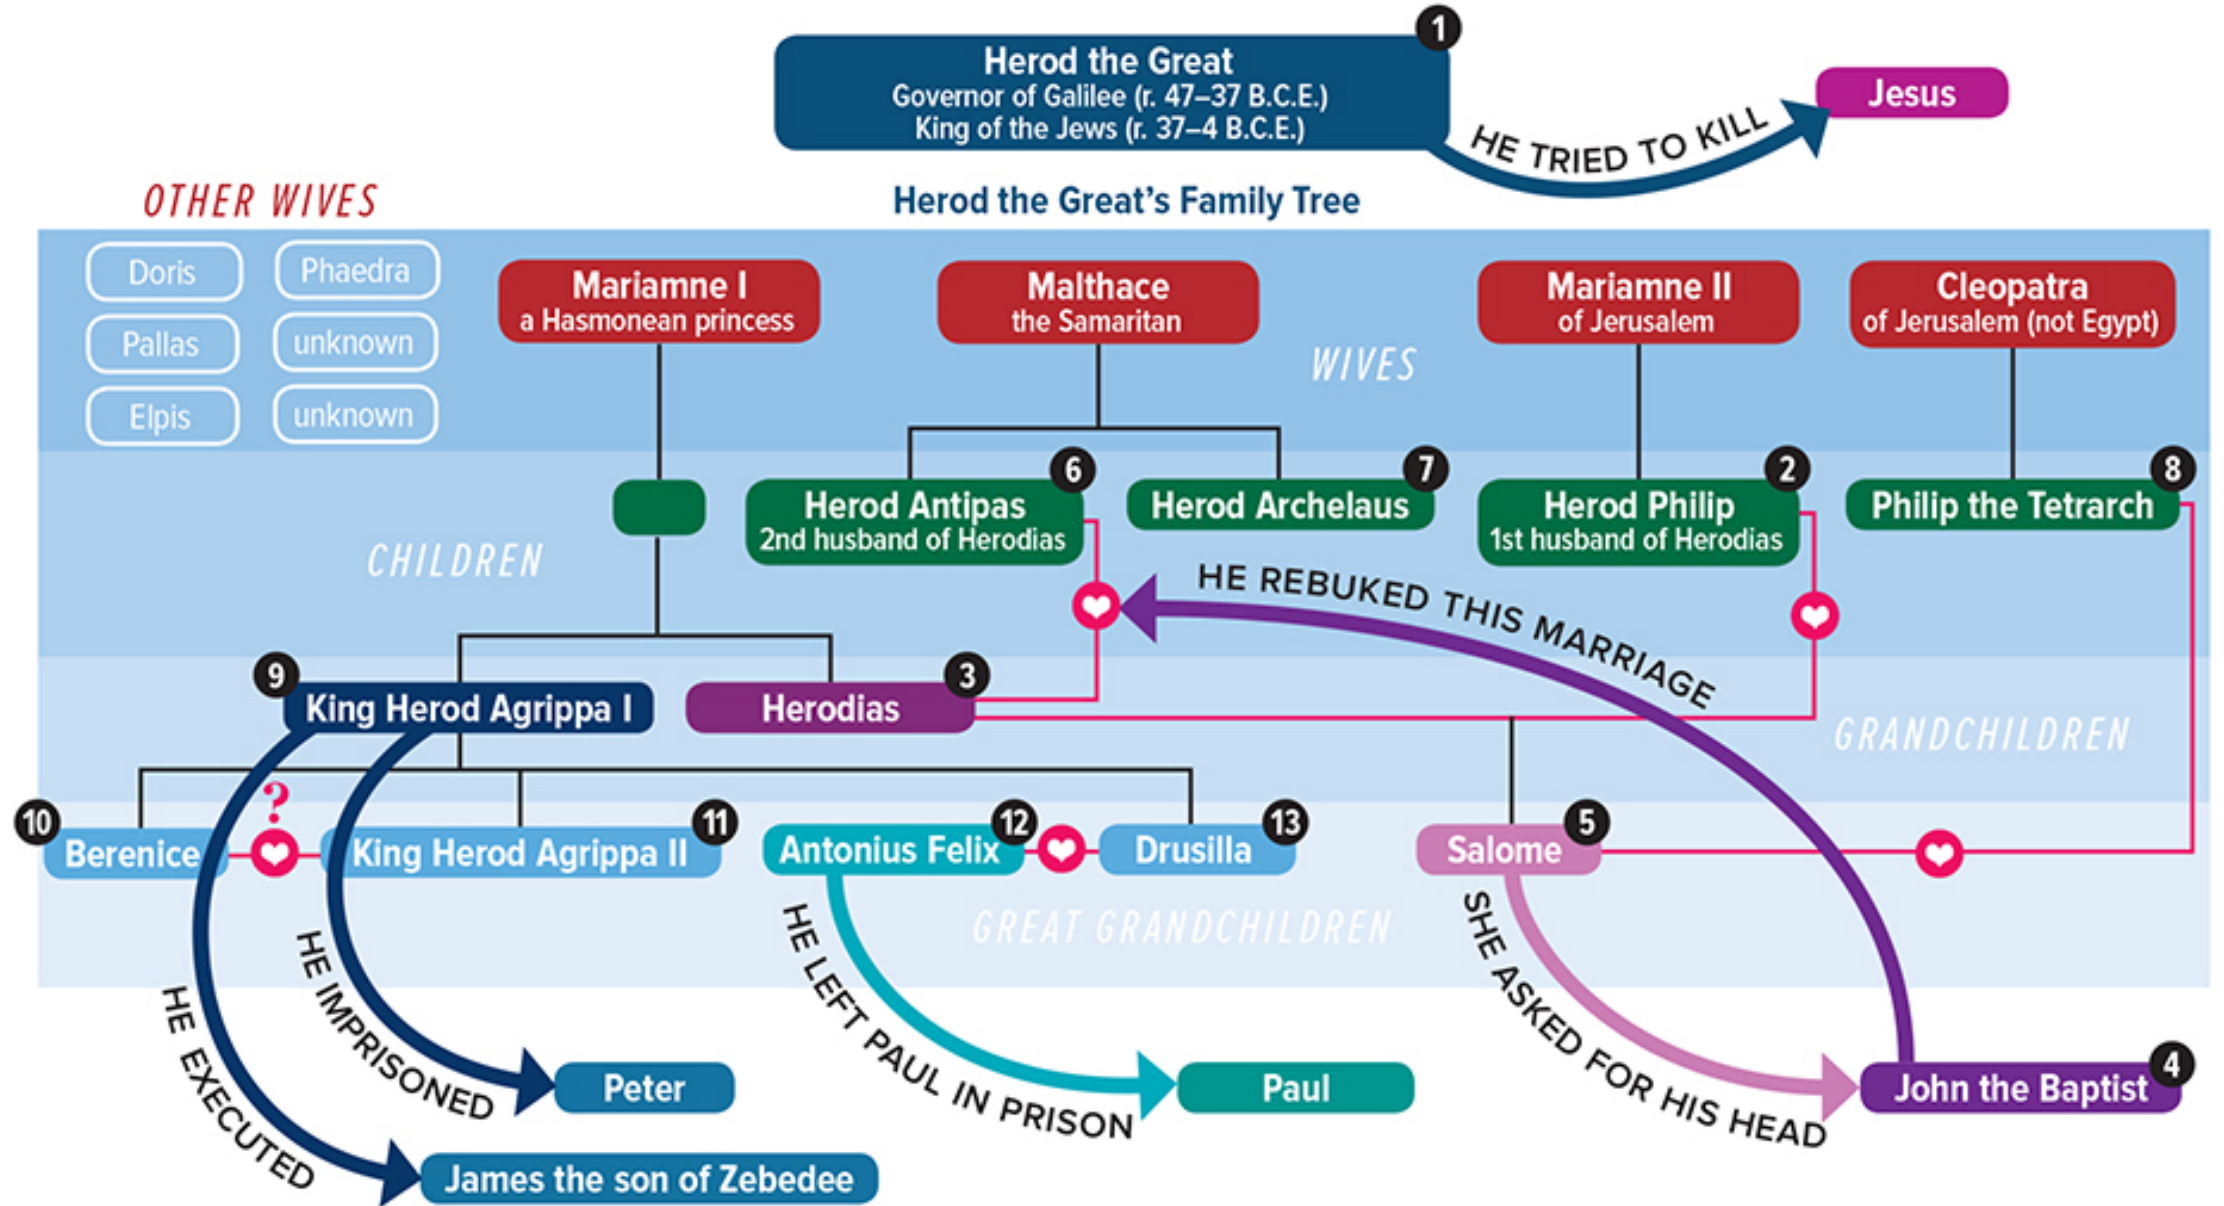 1
Herod the Great
Governor of Galilee (r. 47–37 B.C.E.)
King of the Jews (r. 37–4 B.C.E.)
HE TRIED TO KILL
Jesus
OTHER WIVES
Herod the Great's Family Tree
Doris
Phaedra
Pallas
unknown
Elpis
unknown
Mariamne I
a Hasmonean princess
Malthace
the Samaritan
Mariamne II
of Jerusalem
Cleopatra
of Jerusalem (not Egypt)
WIVES
6
Herod Antipas
2nd husband of Herodias
7
Herod Archelaus
2
Herod Philip
1st husband of Herodias
8
Philip the Tetrarch
CHILDREN
HE REBUKED THIS MARRIAGE
9
King Herod Agrippa I
3
Herodias
GRANDCHILDREN
?
10
Berenice
11
King Herod Agrippa II
12
Antonius Felix
13
Drusilla
5
Salome
GREAT GRANDCHILDREN
HE EXECUTED
HE IMPRISONED
HE LEFT PAUL IN PRISON
SHE ASKED FOR HIS HEAD
Peter
Paul
4
John the Baptist
James the son of Zebedee